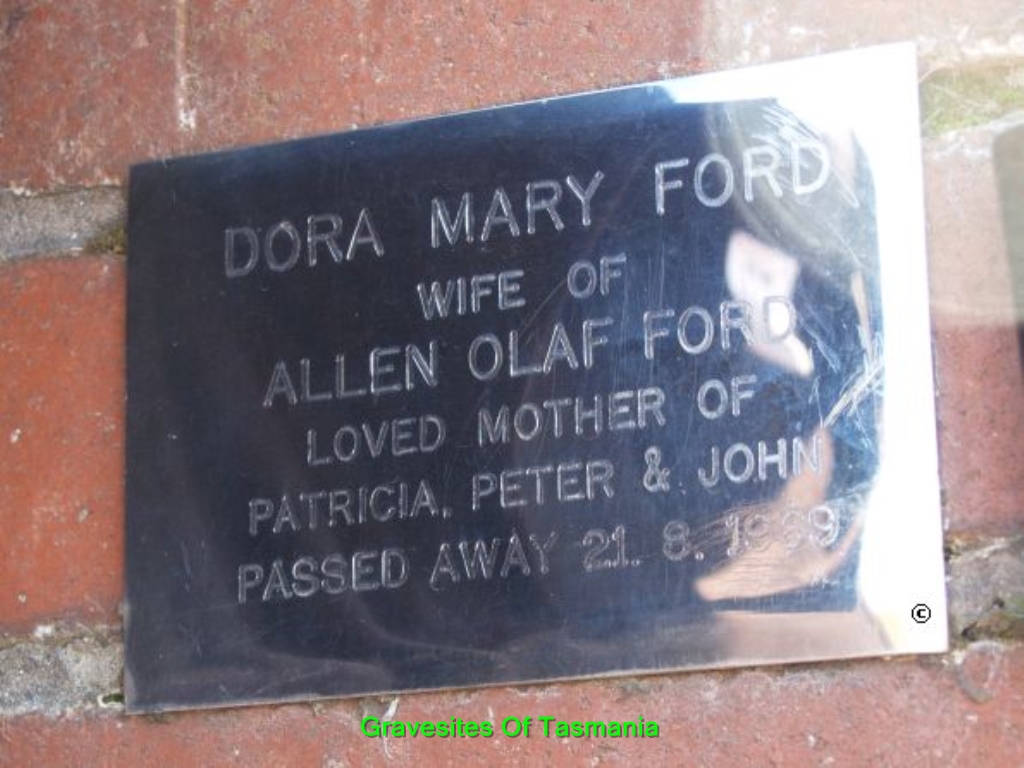 DORA MARY FORD
WIFE OF
ALLEN OLAF FORD
LOVED MOTHER OF
PATRICIA, PETER & JOHN
PASSED AWAY 21. 8. 1969
©
Gravesites Of Tasmania